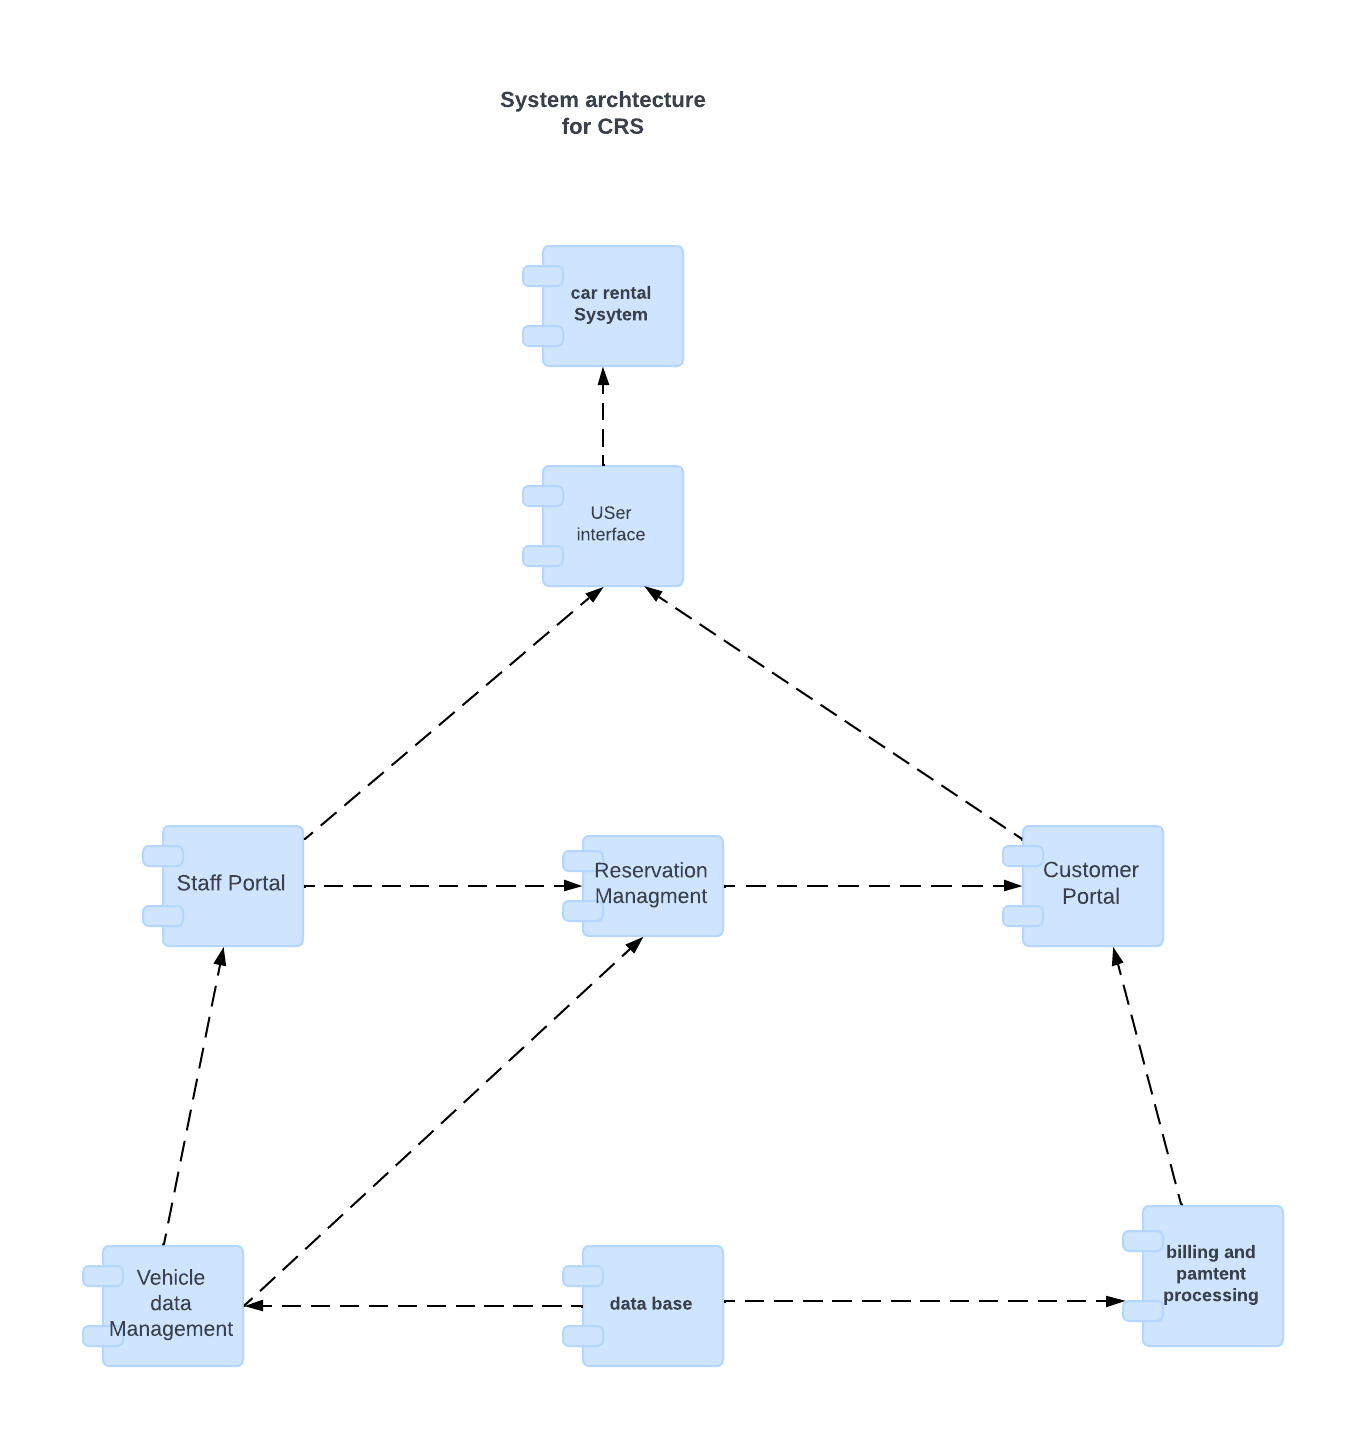 System archtecture
for CRS
car rental
Sysytem
USer
interface
Staff Portal
Reservation
Managment
Customer
Portal
Vehicle
data
Management
data base
billing and
pamtent
processing